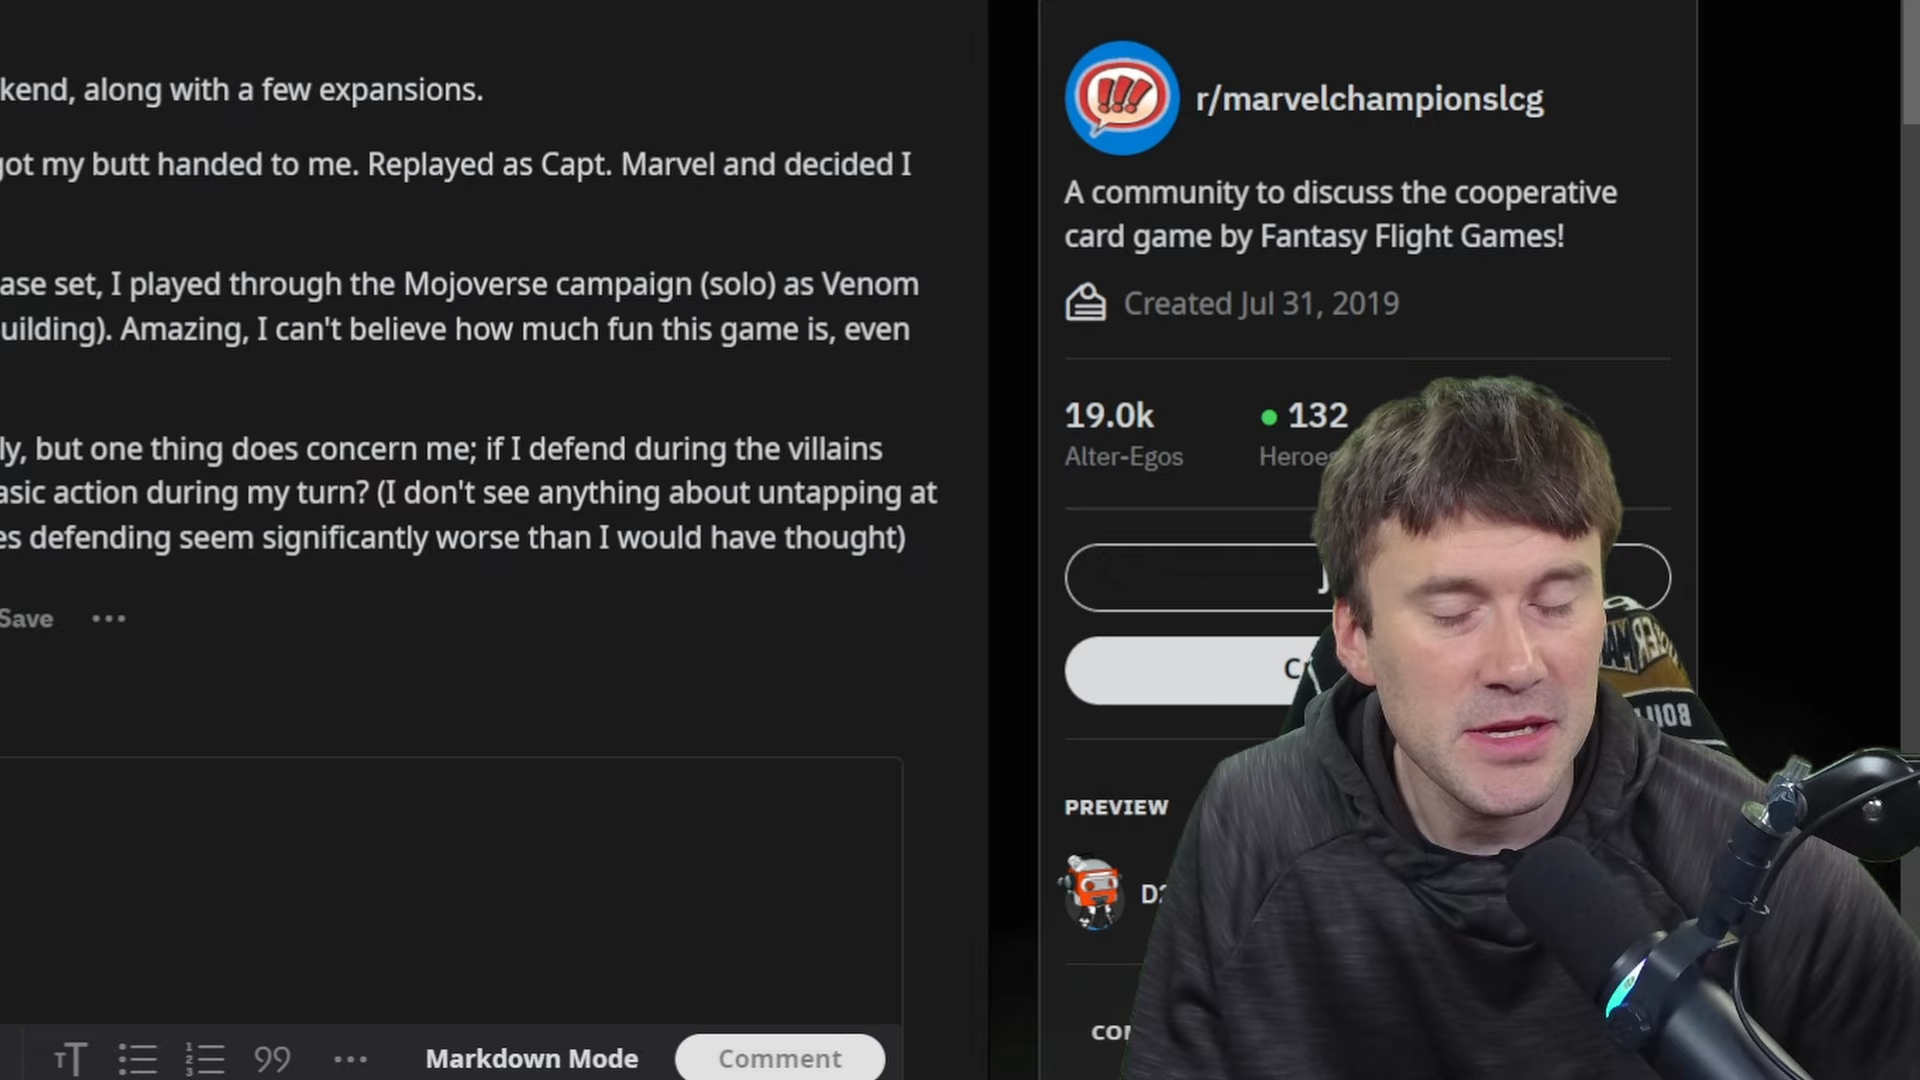 kend, along with a few expansions.
got my butt handed to me. Replayed as Capt. Marvel and decided I
ase set, I played through the Mojoverse campaign (solo) as Venom
uilding). Amazing, I can't believe how much fun this game is, even
ly, but one thing does concern me; if I defend during the villains
asic action during my turn? (I don't see anything about untapping at
es defending seem significantly worse than I would have thought)
Save
Markdown Mode
Comment
!!!
r/marvelchampionslcg
A community to discuss the cooperative
card game by Fantasy Flight Games!
Created Jul 31, 2019
19.0k
132
Alter-Egos
Heroes
PREVIEW